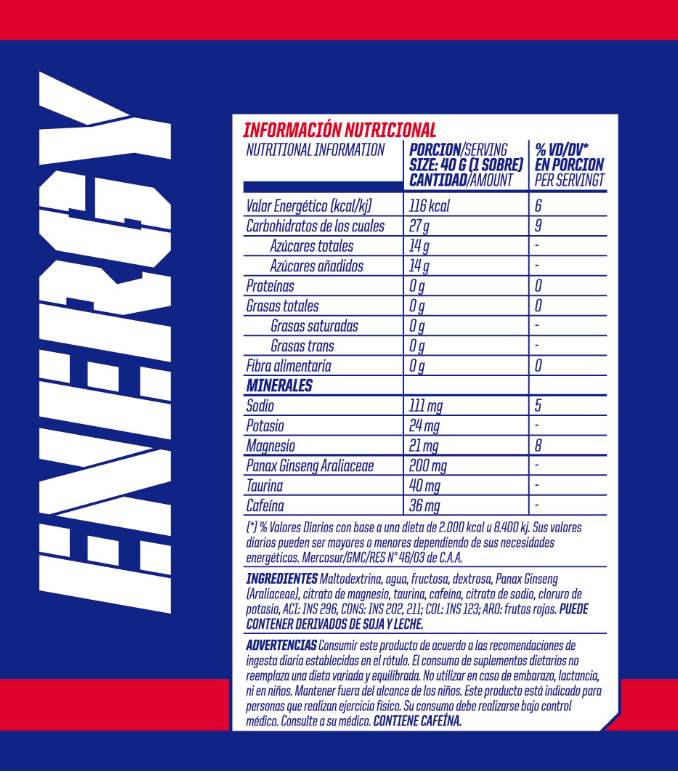 ENERGY
INFORMACIÓN NUTRICIONAL
NUTRITIONAL INFORMATION
PORCION/SERVING
SIZE: 40 G (1 SOBRE)
CANTIDAD/AMOUNT
% VD/DV*
EN PORCION
PER SERVINGT
Valor Energético (kcal/kj) 116 kcal 6
Carbohidratos de los cuales 27 g 9
Azúcares totales 14 g -
Azúcares añadidos 14 g -
Proteínas 0 g 0
Grasas totales 0 g 0
Grasas saturadas 0 g -
Grasas trans 0 g -
Fibra alimentaria 0 g 0
MINERALES
Sodio 111 mg 5
Potasio 24 mg -
Magnesio 21 mg 8
Panax Ginseng Araliaceae 200 mg -
Taurina 40 mg -
Cafeína 36 mg -
(*) % Valores Diarios con base a una dieta de 2.000 kcal u 8.400 kj. Sus valores
diarios pueden ser mayores o menores dependiendo de sus necesidades
energéticas. Mercosur/GMC/RES N° 46/03 de C.A.A.
INGREDIENTES Maltodextrina, agua, fructosa, dextrosa, Panax Ginseng
(Araliaceae), citrato de magnesio, taurina, cafeína, citrato de sodio, cloruro de
potasio, ACI: INS 296, CONS: INS 202, 211; COL: INS 123; ARO: frutos rojos. PUEDE
CONTENER DERIVADOS DE SOJA Y LECHE.
ADVERTENCIAS Consumir este producto de acuerdo a las recomendaciones de
ingesta diaria establecidas en el rótulo. El consumo de suplementos dietarios no
reemplaza una dieta variada y equilibrada. No utilizar en caso de embarazo, lactancia,
ni en niños. Mantener fuera del alcance de los niños. Este producto está indicado para
personas que realizan ejercicio físico. Su consumo debe realizarse bajo control
médico. Consulte a su médico. CONTIENE CAFEÍNA.